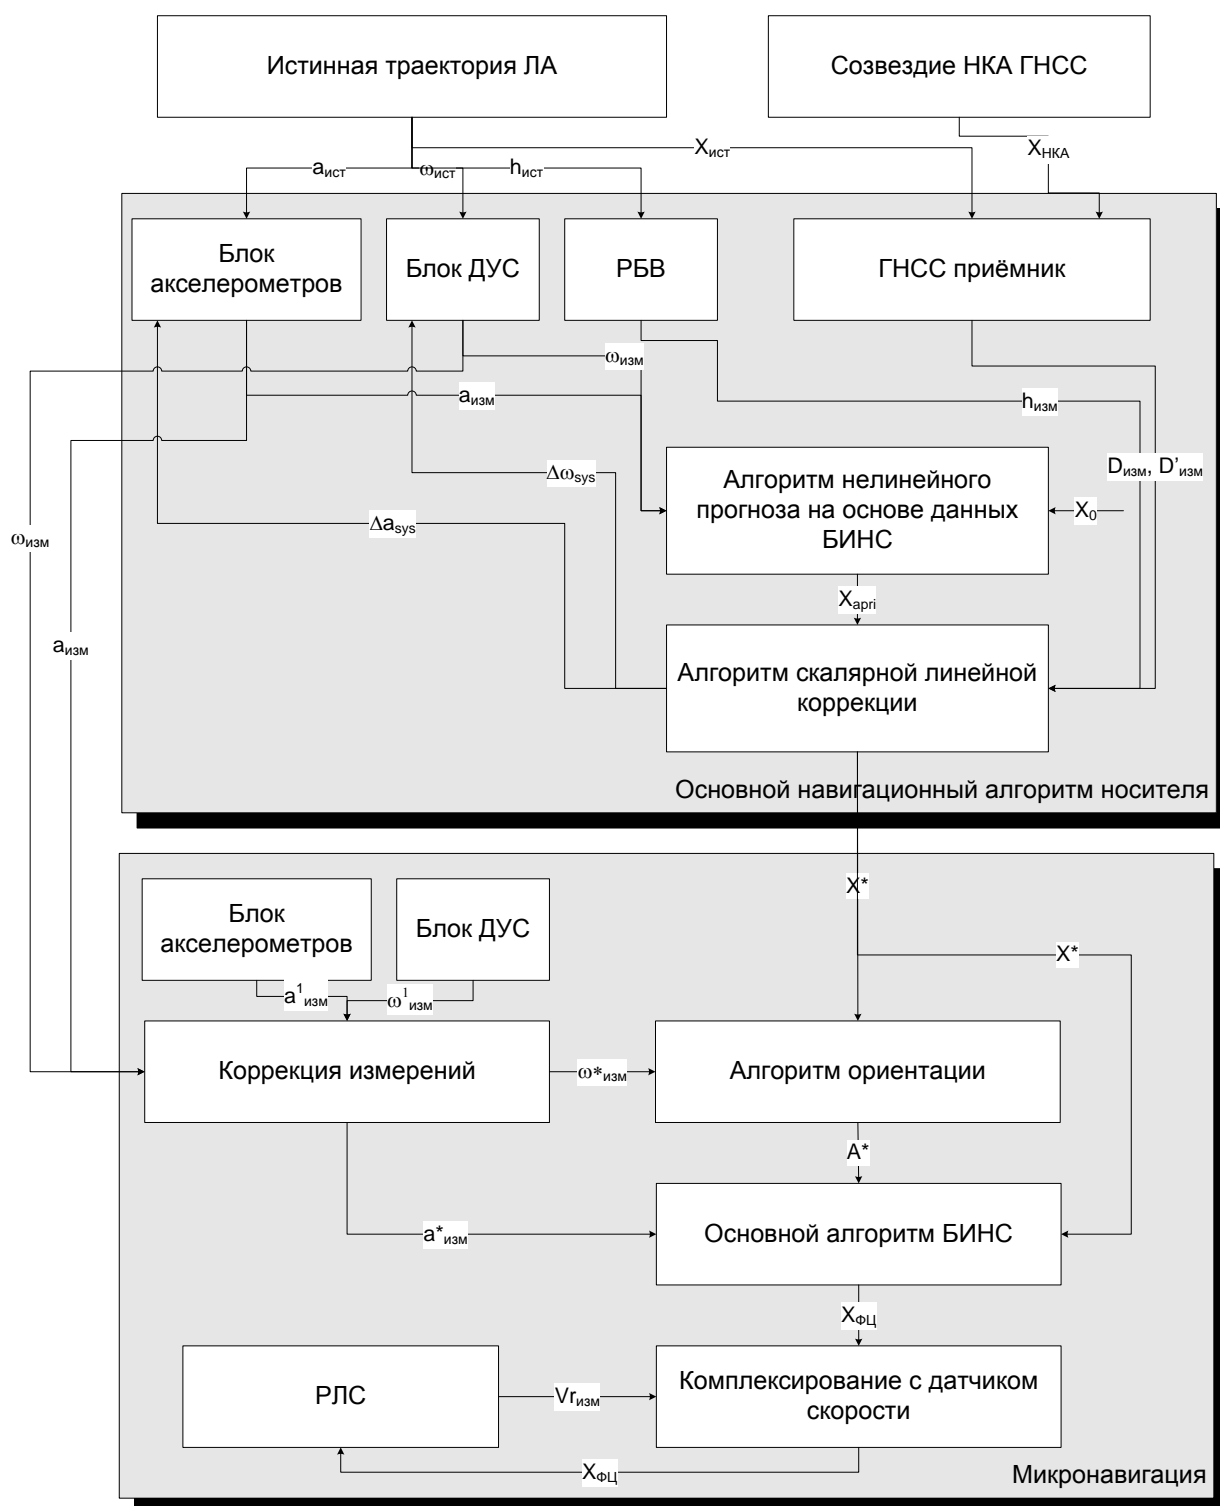 Истинная траектория ЛА
Созвездие НКА ГНСС
Xист
XНКА
aист
ωист
hист
Блок
акселерометров
Блок ДУС
РБВ
ГНСС приёмник
ωизм
aизм
hизм
Dизм, D'изм
Δωsys
Алгоритм нелинейного
прогноза на основе данных
БИНС
X0
Δasys
ωизм
Xapri
aизм
Алгоритм скалярной линейной
коррекции
Основной навигационный алгоритм носителя
X*
Блок
акселерометров
Блок ДУС
X*
a¹изм
ω¹изм
Коррекция измерений
ω*изм
Алгоритм ориентации
A*
a*изм
Основной алгоритм БИНС
XФЦ
РЛС
Vrизм
Комплексирование с датчиком
скорости
XФЦ
Микронавигация